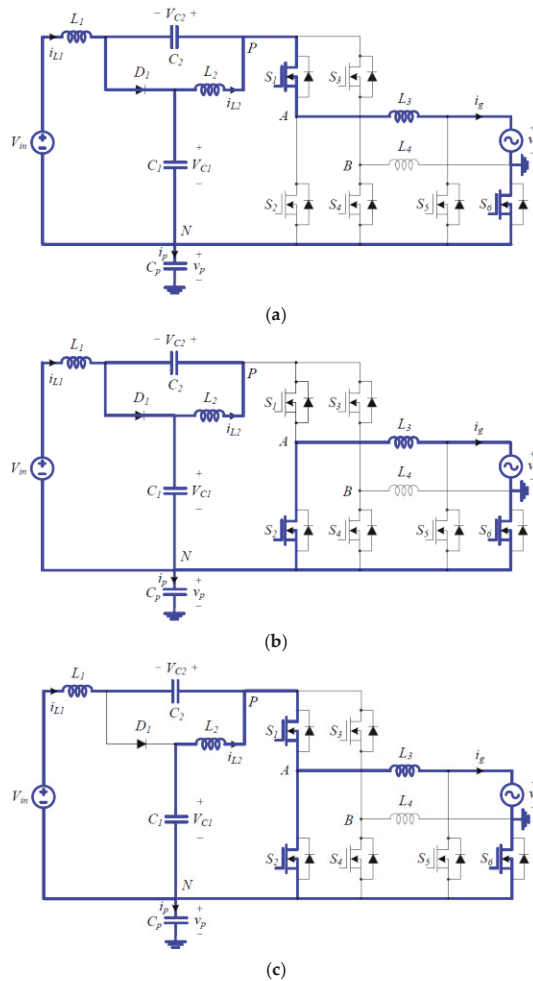 L1 − VC2 + P
iL1 C2
D1 L2 S1 S3
iL2 A L3 ig
Vin + v
C1 VC1 B L4
−
S2 S4 S5 S6
N
ip +
Cp vp
−
(a)
L1 − VC2 + P
iL1 C2
D1 L2 S1 S3
iL2 A L3 ig
Vin + v
C1 VC1 B L4
−
S2 S4 S5 S6
N
ip +
Cp vp
−
(b)
L1 − VC2 + P
iL1 C2
D1 L2 S1 S3
iL2 A L3 ig
Vin + v
C1 VC1 B L4
−
S2 S4 S5 S6
N
ip +
Cp vp
−
(c)